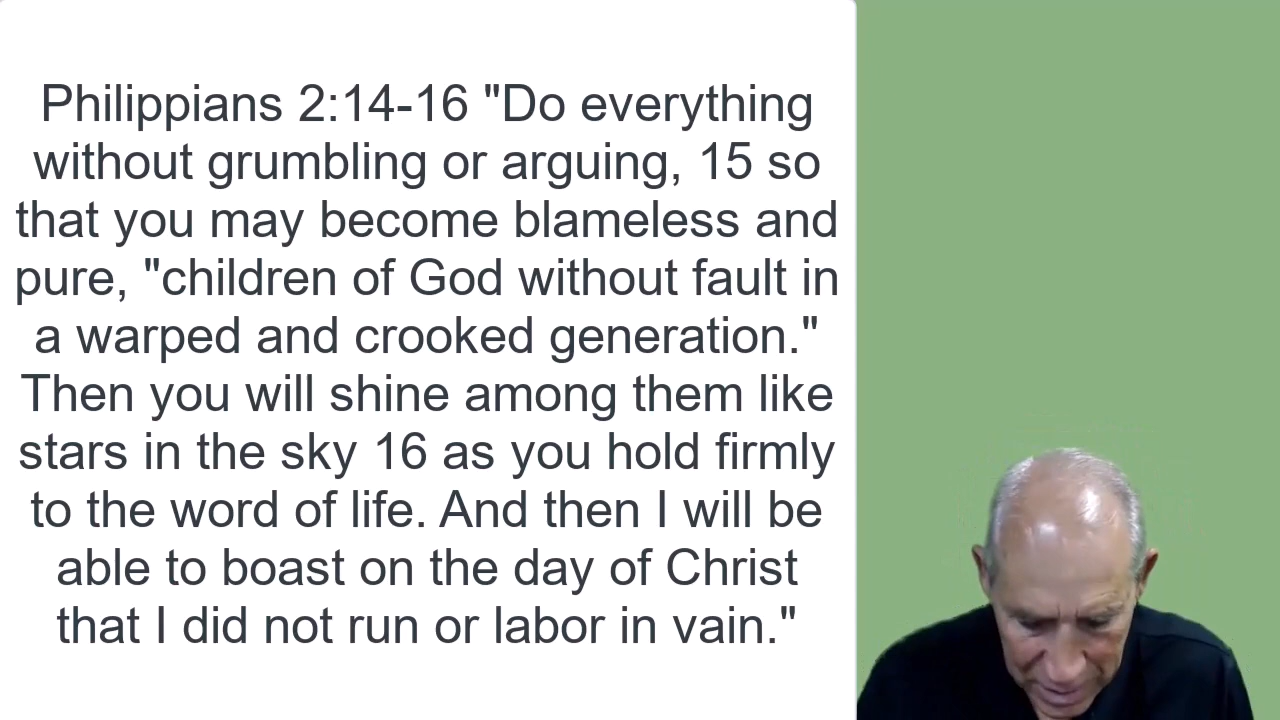 Philippians 2:14-16 "Do everything
without grumbling or arguing, 15 so
that you may become blameless and
pure, "children of God without fault in
a warped and crooked generation."
Then you will shine among them like
stars in the sky 16 as you hold firmly
to the word of life. And then I will be
able to boast on the day of Christ
that I did not run or labor in vain."